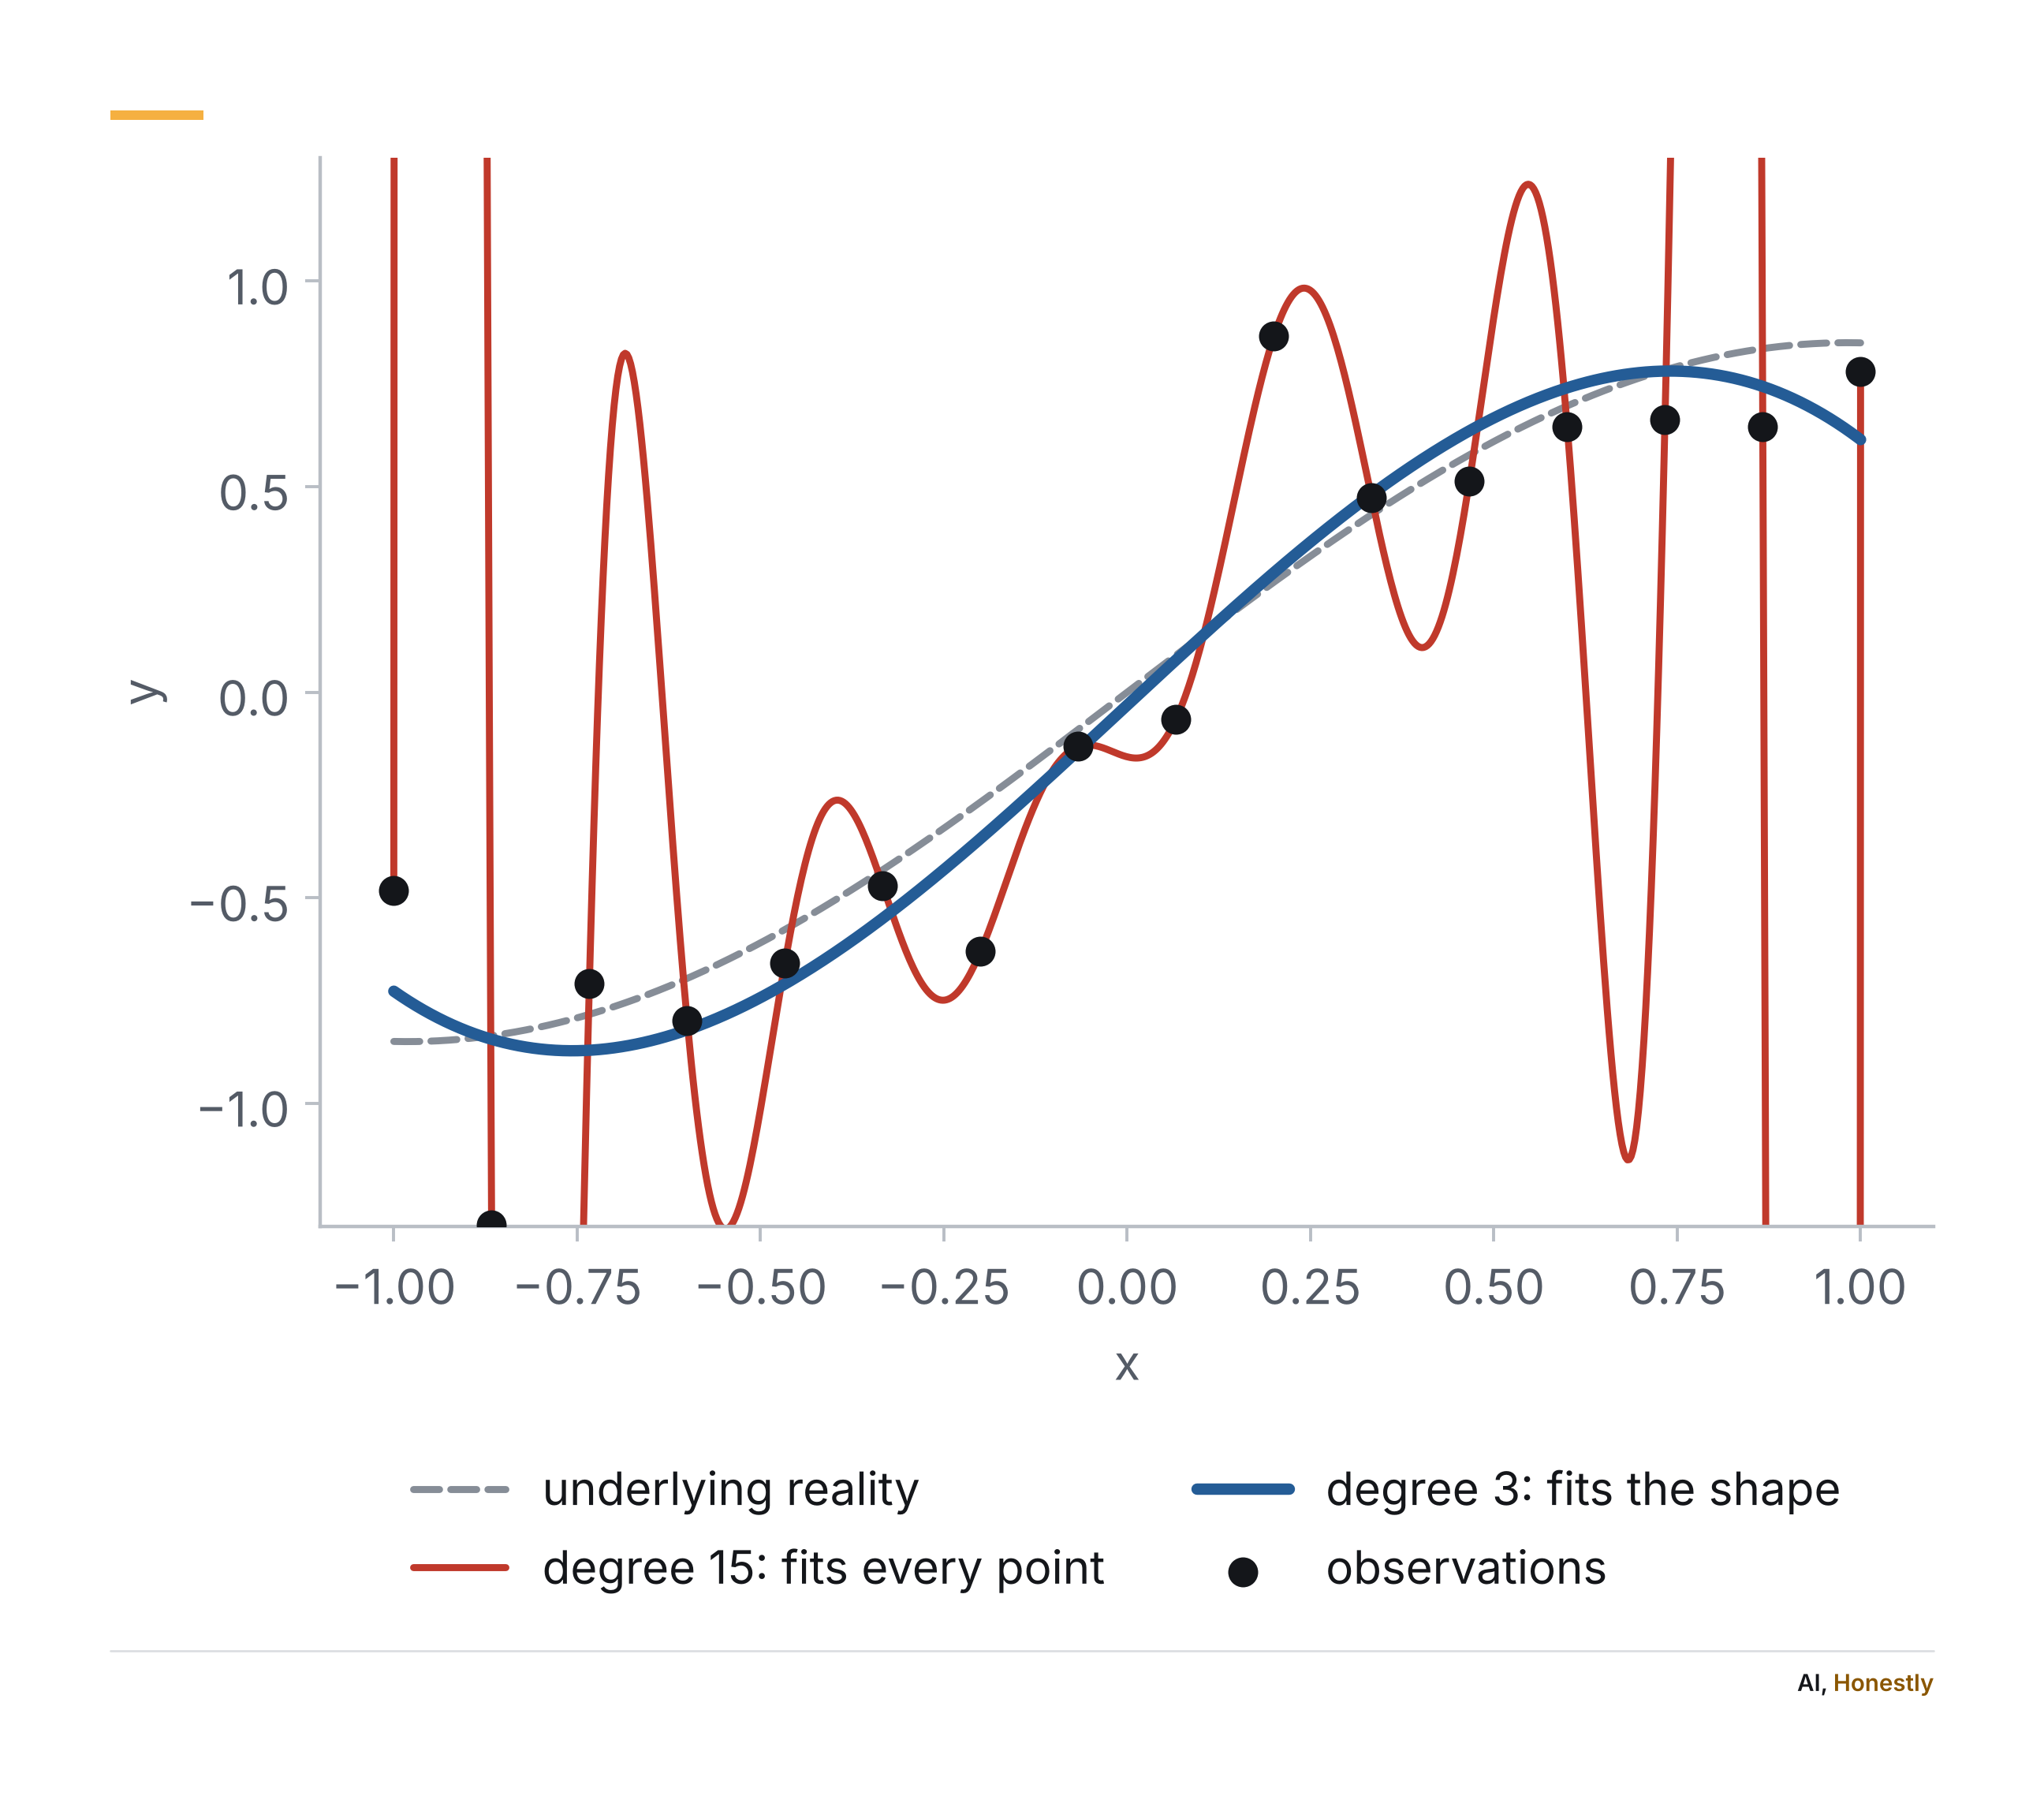 1.0
0.5
0.0
−0.5
−1.0
y
−1.00 −0.75 −0.50 −0.25 0.00 0.25 0.50 0.75 1.00
x
underlying reality
degree 15: fits every point
degree 3: fits the shape
observations
AI, Honestly